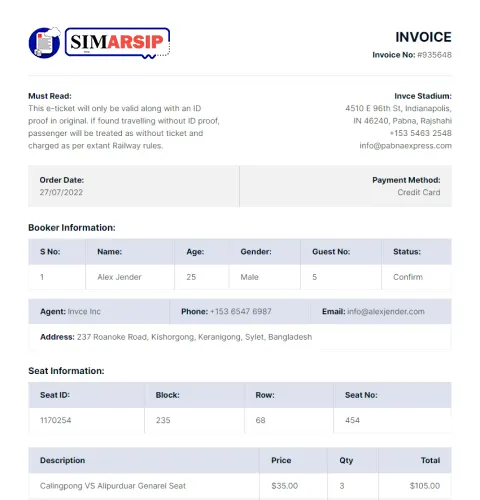 SIMARSIP
INVOICE
Invoice No: #935648
Must Read:
This e-ticket will only be valid along with an ID
proof in original. if found travelling without ID proof,
passenger will be treated as without ticket and
charged as per extant Railway rules.
Invce Stadium:
4510 E 96th St, Indianapolis,
IN 46240, Pabna, Rajshahi
+153 5463 2548
info@pabnaexpress.com
Order Date:
27/07/2022
Payment Method:
Credit Card
Booker Information:
S No: Name: Age: Gender: Guest No: Status:
1 Alex Jender 25 Male 5 Confirm
Agent: Invce Inc Phone: +153 6547 6987 Email: info@alexjender.com
Address: 237 Roanoke Road, Kishorgong, Keranigong, Sylet, Bangladesh
Seat Information:
Seat ID: Block: Row: Seat No:
1170254 235 68 454
Description Price Qty Total
Calingpong VS Alipurduar Genarel Seat $35.00 3 $105.00